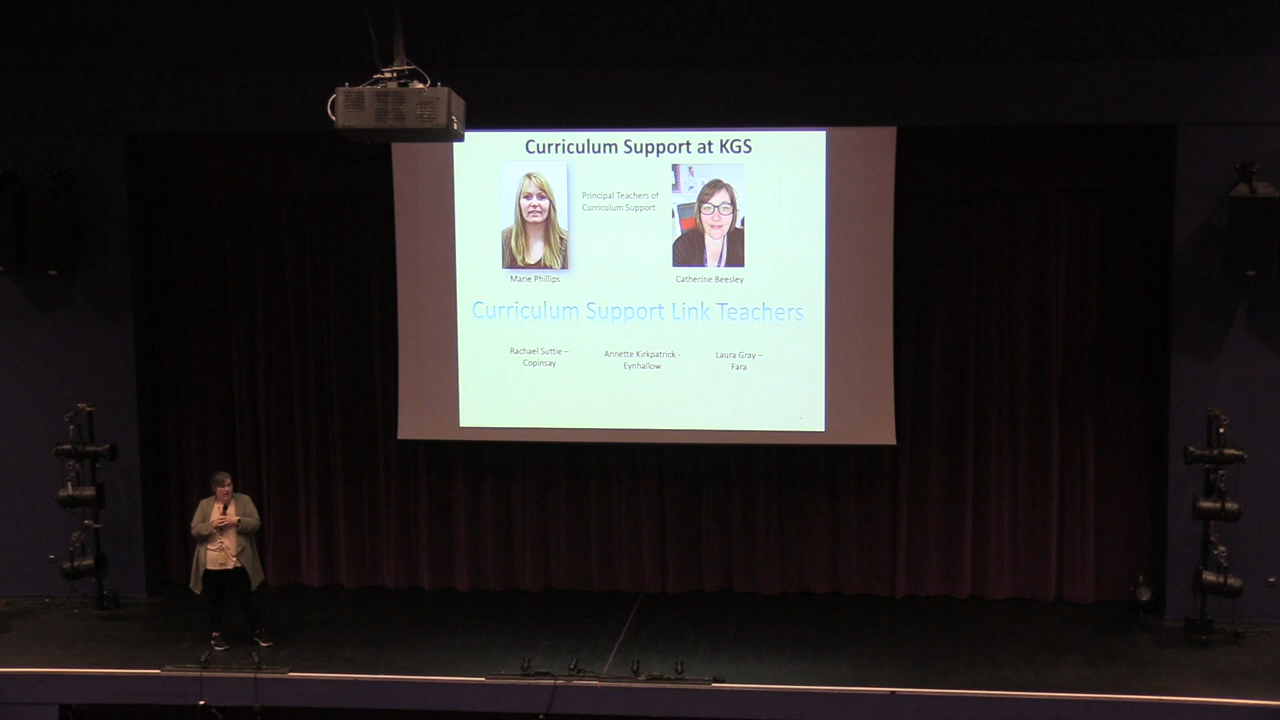 Curriculum Support at KGS
Principal Teachers of
Curriculum Support
Marie Phillips
Catherine Beesley
Curriculum Support Link Teachers
Rachael Suttie –
Copinsay
Annette Kirkpatrick -
Eynhallow
Laura Gray –
Fara